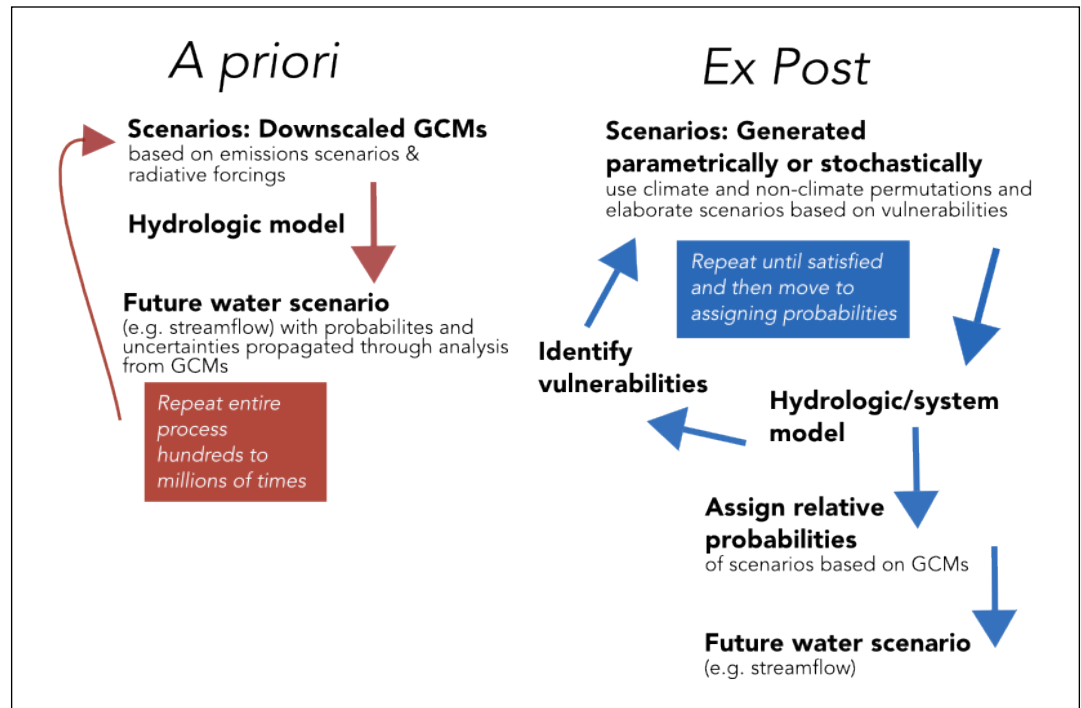 A priori
Scenarios: Downscaled GCMs
based on emissions scenarios &
radiative forcings
Hydrologic model
Future water scenario
(e.g. streamflow) with probabilites and
uncertainties propagated through analysis
from GCMs
Repeat entire
process
hundreds to
millions of times
Ex Post
Scenarios: Generated
parametrically or stochastically
use climate and non-climate permutations and
elaborate scenarios based on vulnerabilities
Repeat until satisfied
and then move to
assigning probabilities
Identify
vulnerabilities
Hydrologic/system
model
Assign relative
probabilities
of scenarios based on GCMs
Future water scenario
(e.g. streamflow)